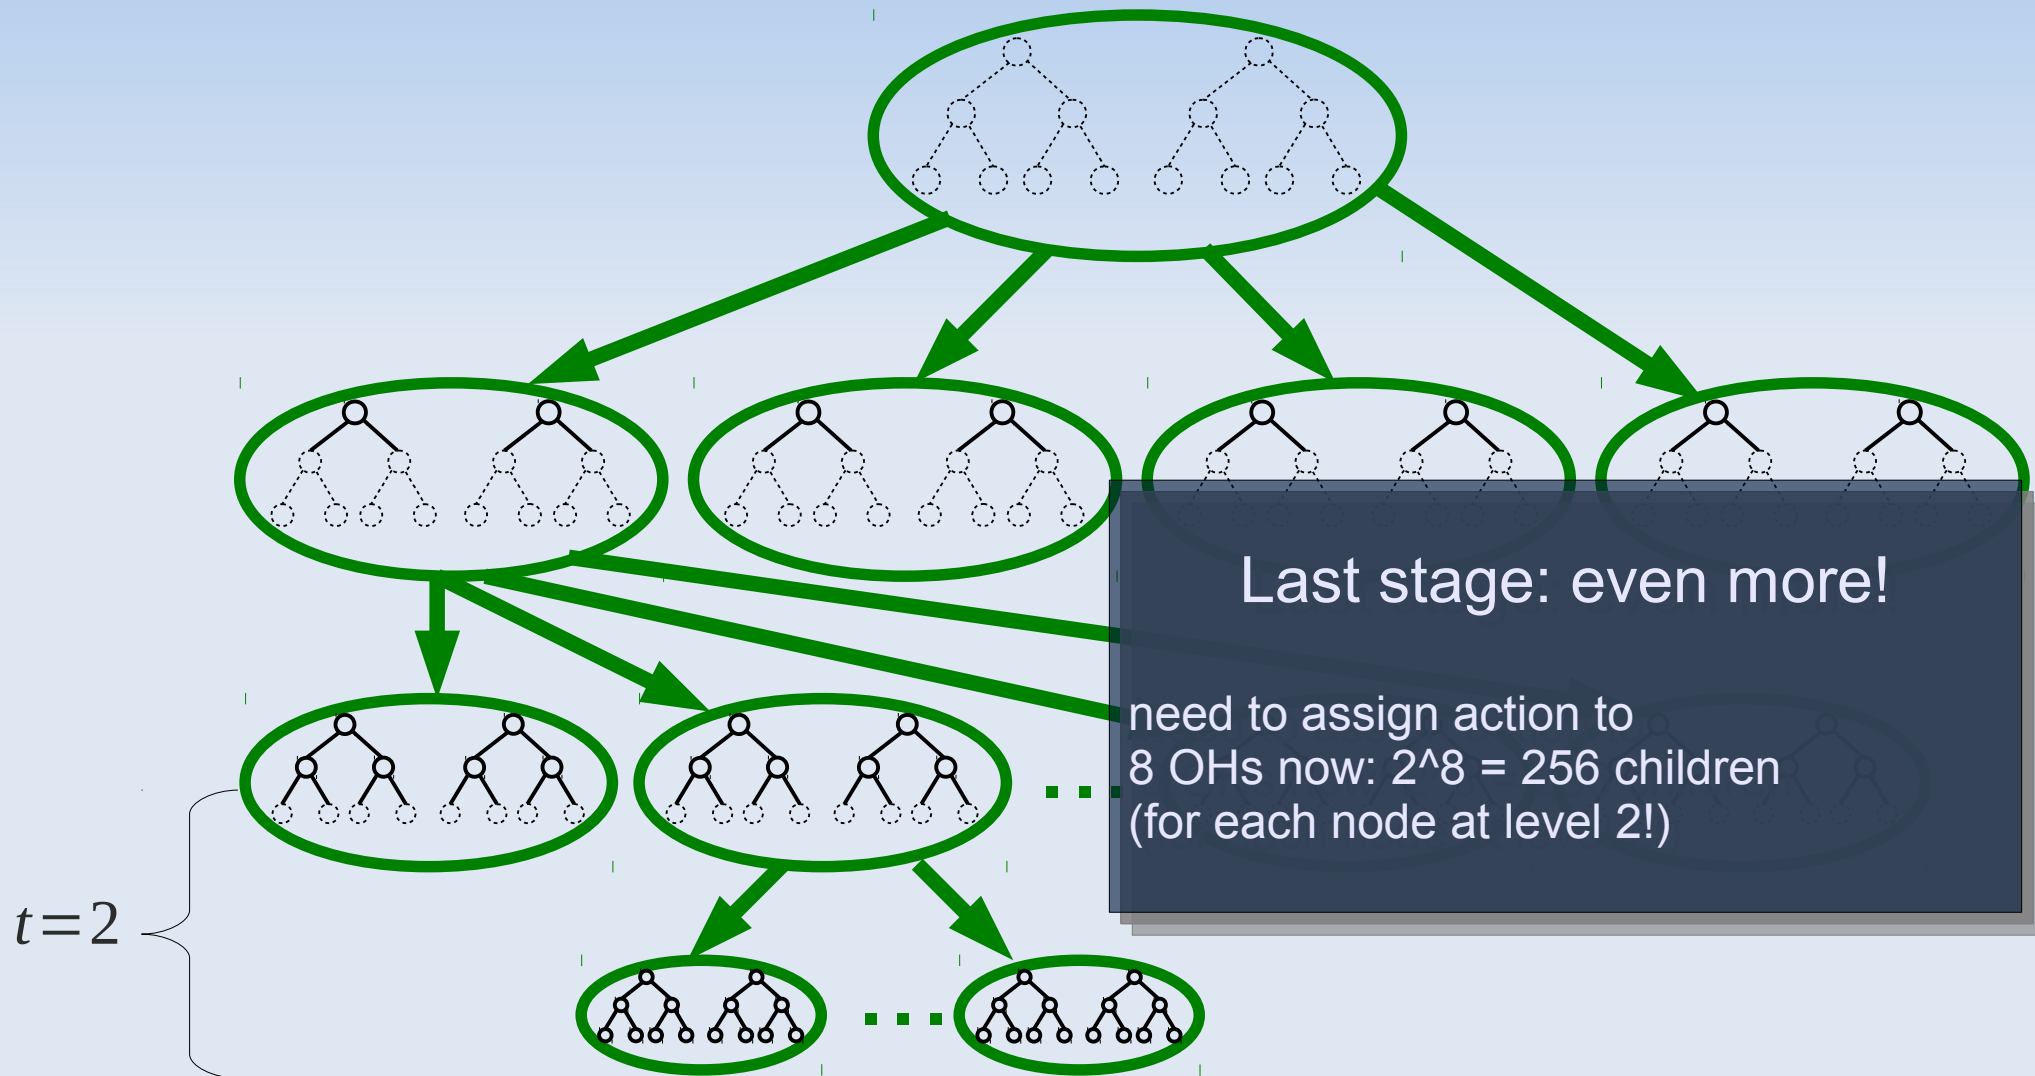 Last stage: even more!
need to assign action to
8 OHs now: 2^8 = 256 children
(for each node at level 2!)
t=2